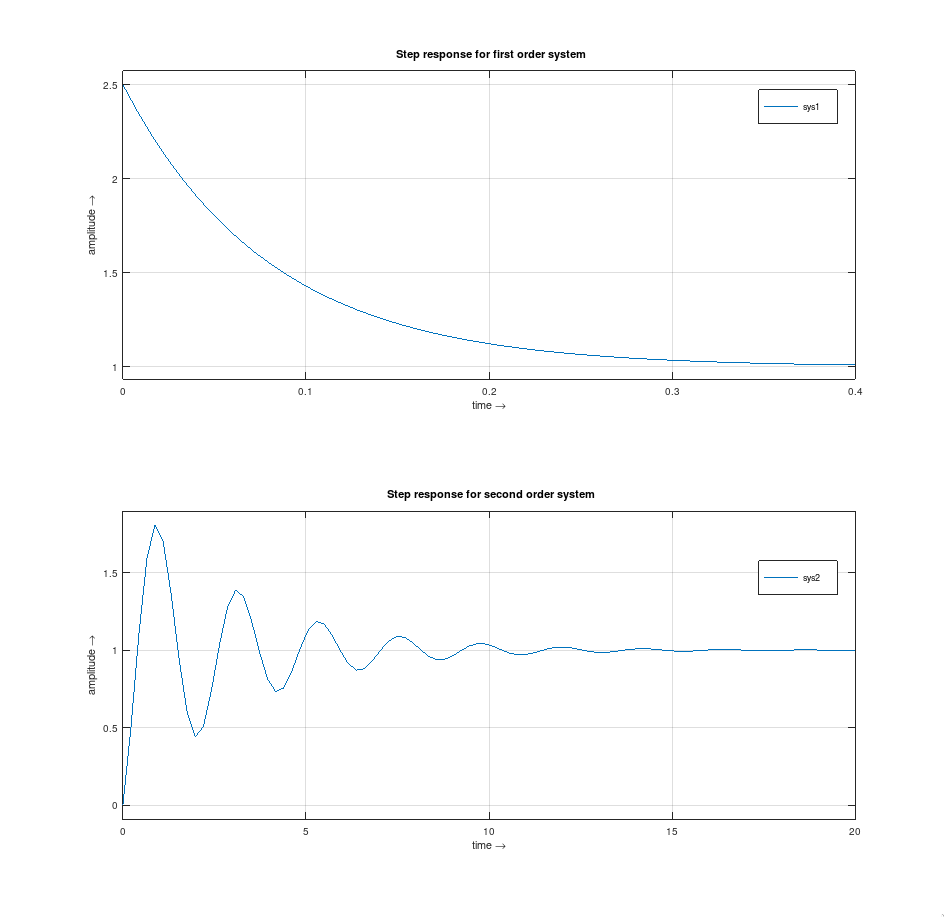 Step response for first order system
sys1
2.5
2
1.5
1
amplitude →
0 0.1 0.2 0.3 0.4
time →
Step response for second order system
sys2
1.5
1
0.5
0
amplitude →
0 5 10 15 20
time →